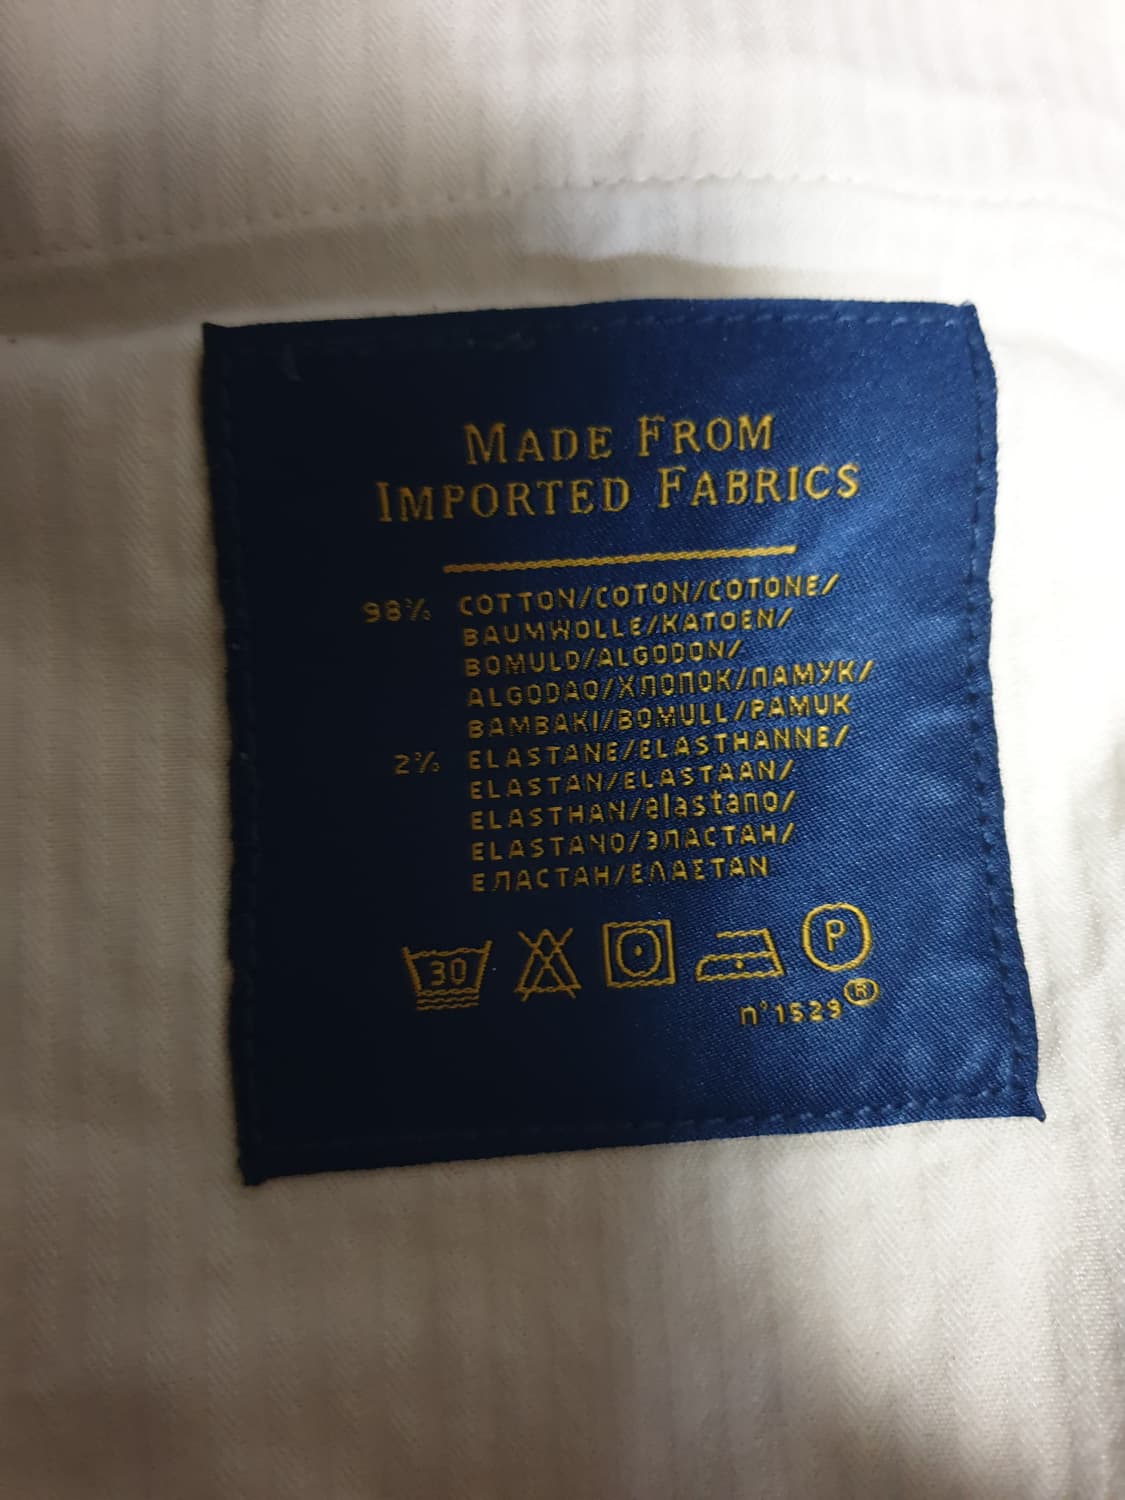 MADE FROM
IMPORTED FABRICS
98% COTTON/COTON/COTONE/
BAUMWOLLE/KATOEN/
BOMULD/ALGODON/
ALGODAO/ХЛОПОК/ПАМУК/
BAMBAKI/BOMULL/PAMUK
2% ELASTANE/ELASTHANNE/
ELASTAN/ELASTAAN/
ELASTHAN/elastano/
ELASTANO/ЭЛАСТАН/
ЕЛАСТАН/ΕΛΑΣΤΑΝ
30 P
n°1529®